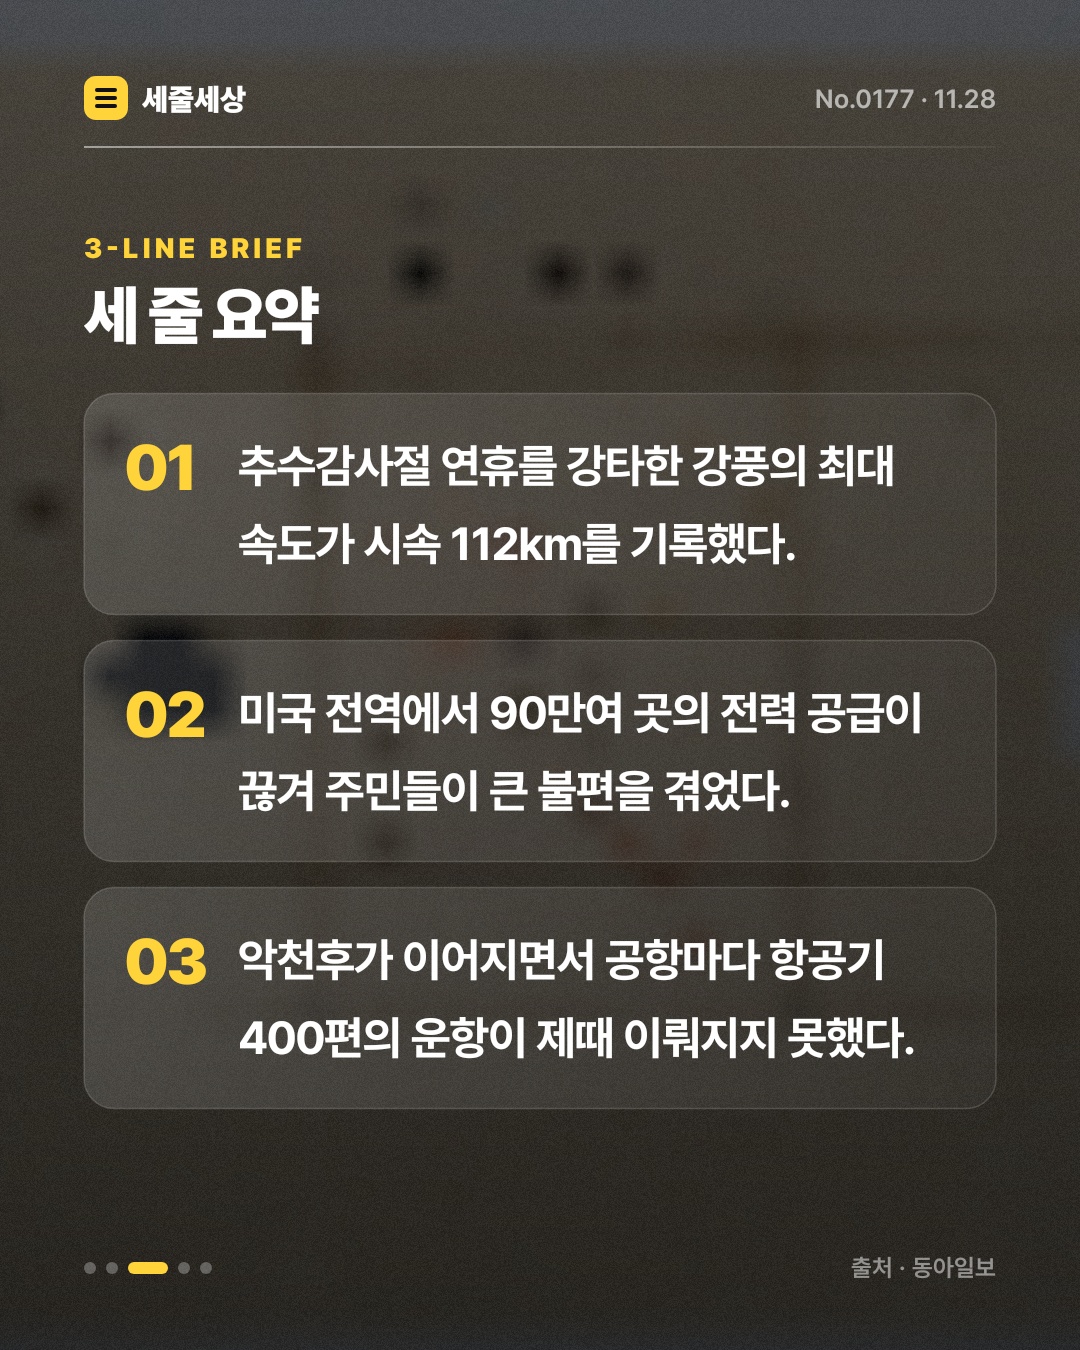 세줄세상
No.0177 · 11.28
3-LINE BRIEF
세 줄 요약
01
추수감사절 연휴를 강타한 강풍의 최대
속도가 시속 112km를 기록했다.
02
미국 전역에서 90만여 곳의 전력 공급이
끊겨 주민들이 큰 불편을 겪었다.
03
악천후가 이어지면서 공항마다 항공기
400편의 운항이 제때 이뤄지지 못했다.
출처 · 동아일보